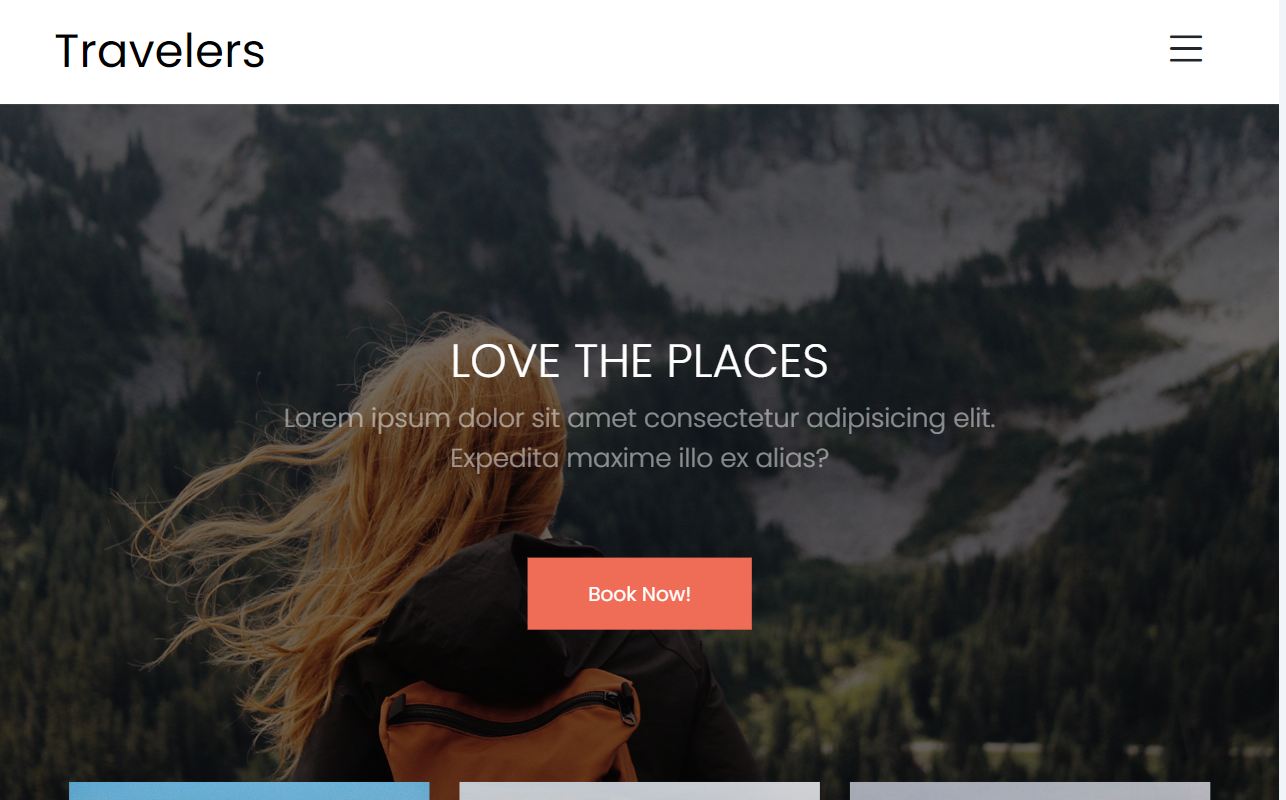 Travelers
LOVE THE PLACES
Lorem ipsum dolor sit amet consectetur adipisicing elit.
Expedita maxime illo ex alias?
Book Now!